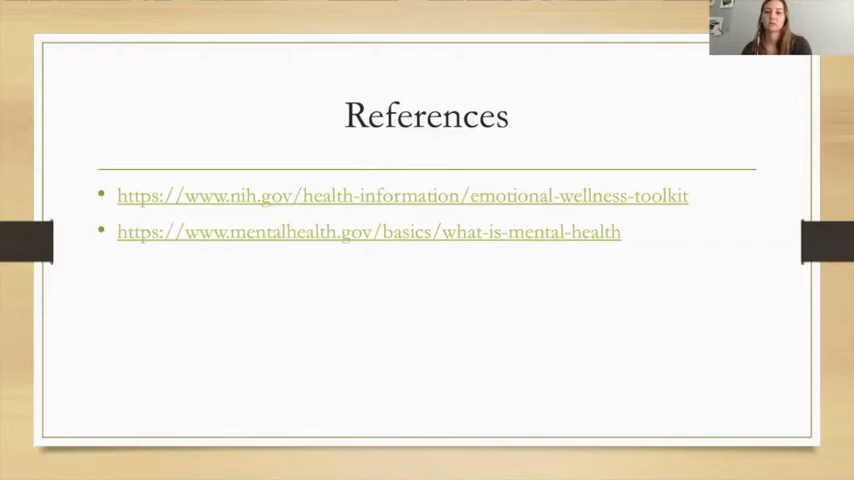 References
• https://www.nih.gov/health-information/emotional-wellness-toolkit
• https://www.mentalhealth.gov/basics/what-is-mental-health